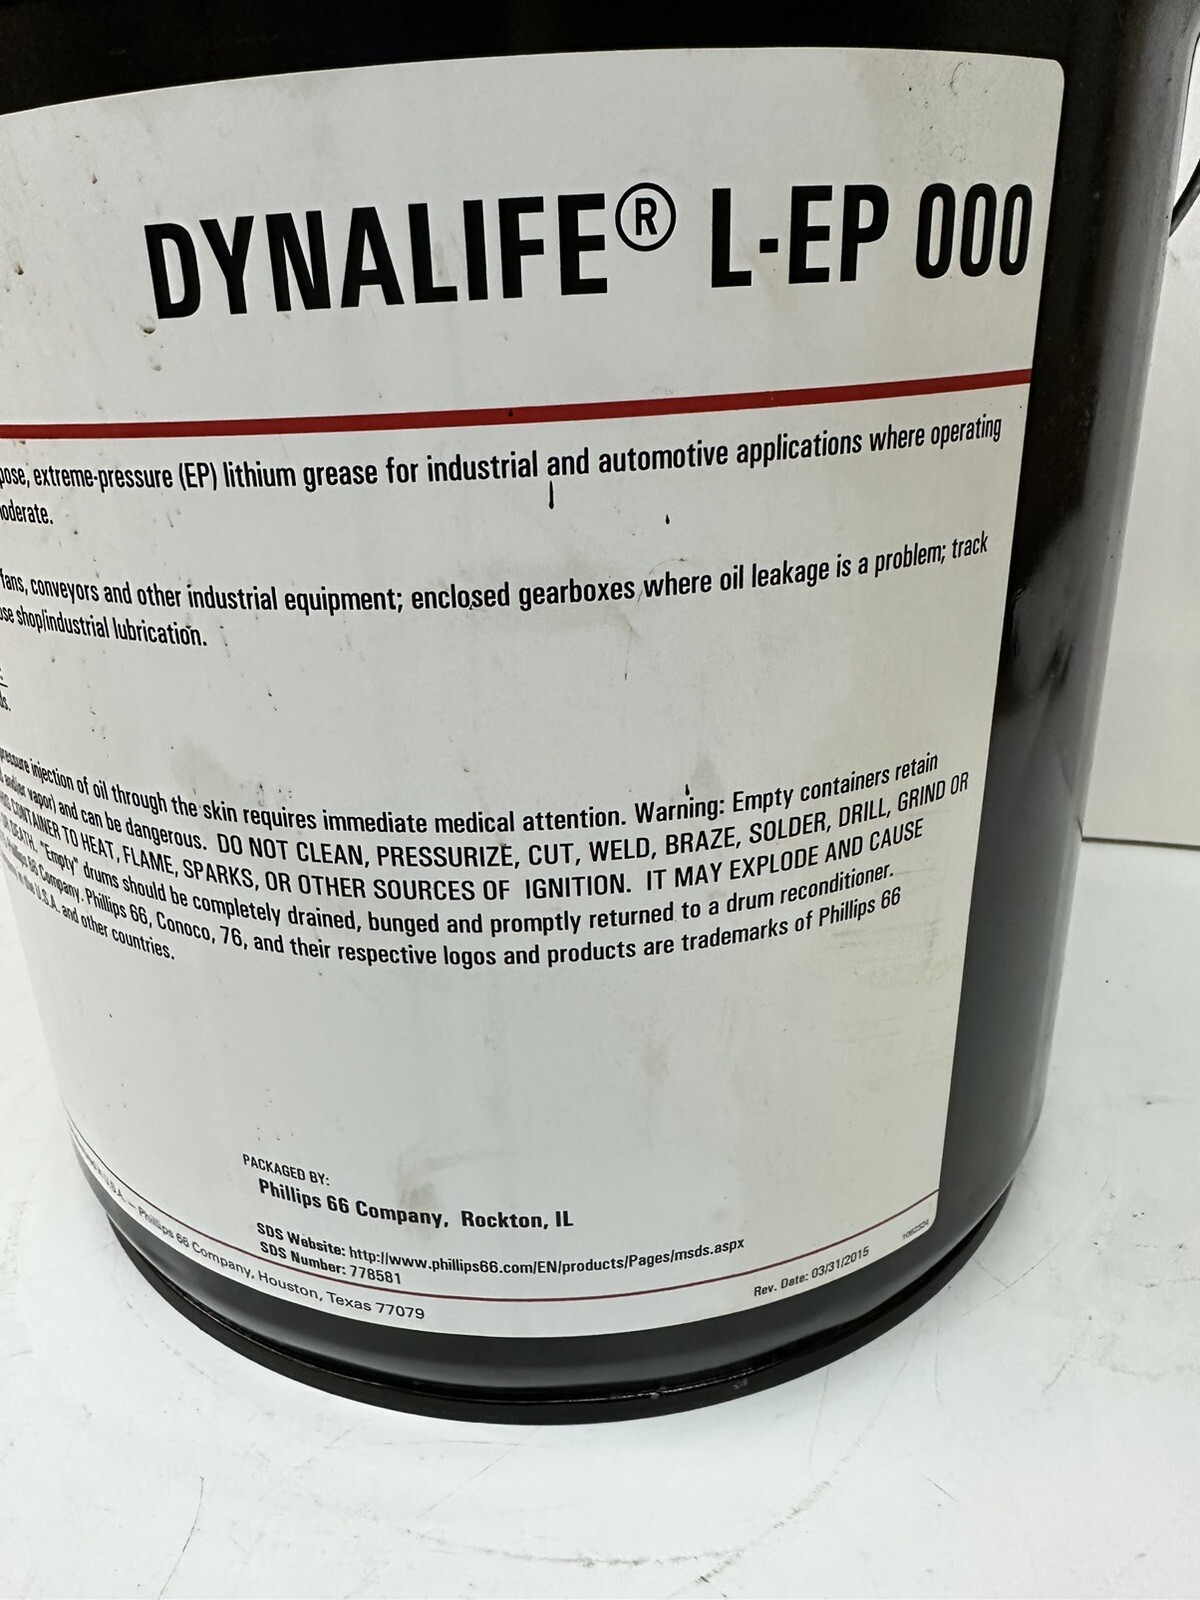 DYNALIFE® L-EP 000
extreme-pressure (EP) lithium grease for industrial and automotive applications where operating
fans, conveyors and other industrial equipment; enclosed gearboxes where oil leakage is a problem; track
shop/industrial lubrication.
injection of oil through the skin requires immediate medical attention. Warning: Empty containers retain
vapor) and can be dangerous. DO NOT CLEAN, PRESSURIZE, CUT, WELD, BRAZE, SOLDER, DRILL, GRIND OR
CONTAINER TO HEAT, FLAME, SPARKS, OR OTHER SOURCES OF IGNITION. IT MAY EXPLODE AND CAUSE
"Empty" drums should be completely drained, bunged and promptly returned to a drum reconditioner.
66 Company. Phillips 66, Conoco, 76, and their respective logos and products are trademarks of Phillips 66
in the U.S.A. and other countries.
PACKAGED BY:
Phillips 66 Company, Rockton, IL
SDS Website: http://www.phillips66.com/EN/products/Pages/msds.aspx
SDS Number: 778581
U.S.A. – Phillips 66 Company, Houston, Texas 77079
Rev. Date: 03/31/2015